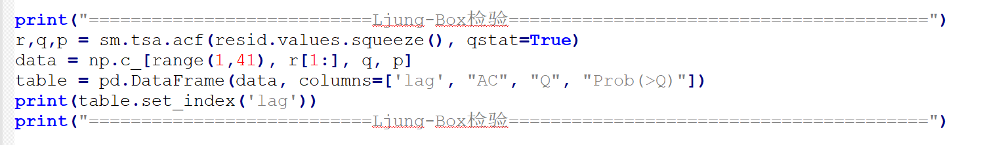 print("===========================Ljung-Box检验========================================")
r,q,p = sm.tsa.acf(resid.values.squeeze(), qstat=True)
data = np.c_[range(1,41), r[1:], q, p]
table = pd.DataFrame(data, columns=['lag', "AC", "Q", "Prob(>Q)"])
print(table.set_index('lag'))
print("===========================Ljung-Box检验========================================")